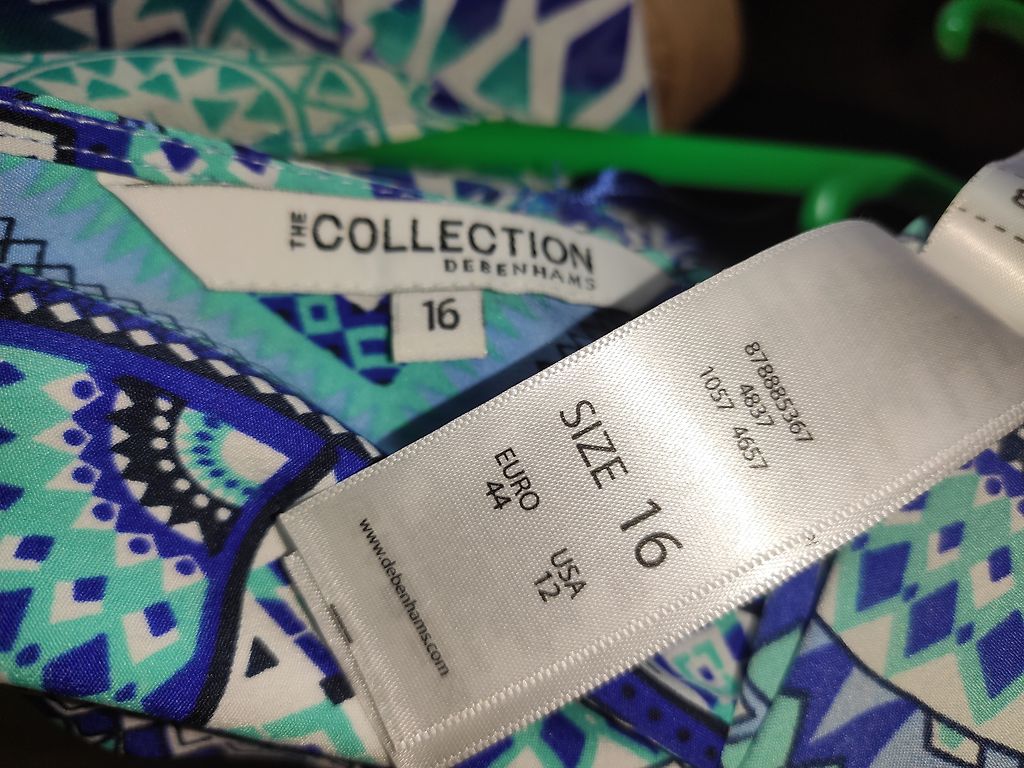 THE COLLECTION
DEBENHAMS
16
878885367
4837
1057 4657
SIZE 16
EURO USA
44 12
www.debenhams.com